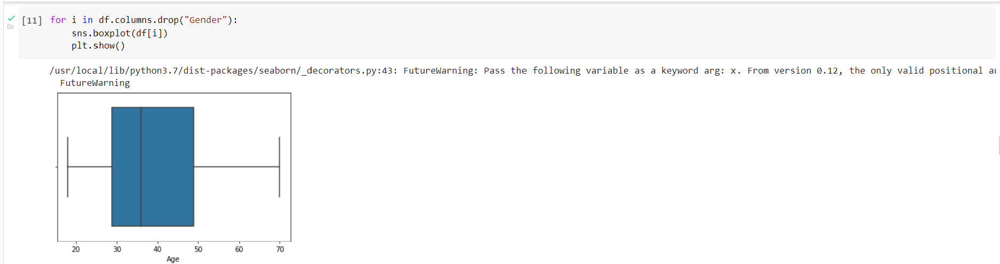 [11] for i in df.columns.drop("Gender"):
0s
sns.boxplot(df[i])
plt.show()
/usr/local/lib/python3.7/dist-packages/seaborn/_decorators.py:43: FutureWarning: Pass the following variable as a keyword arg: x. From version 0.12, the only valid positional
FutureWarning
20 30 40 50 60 70
Age